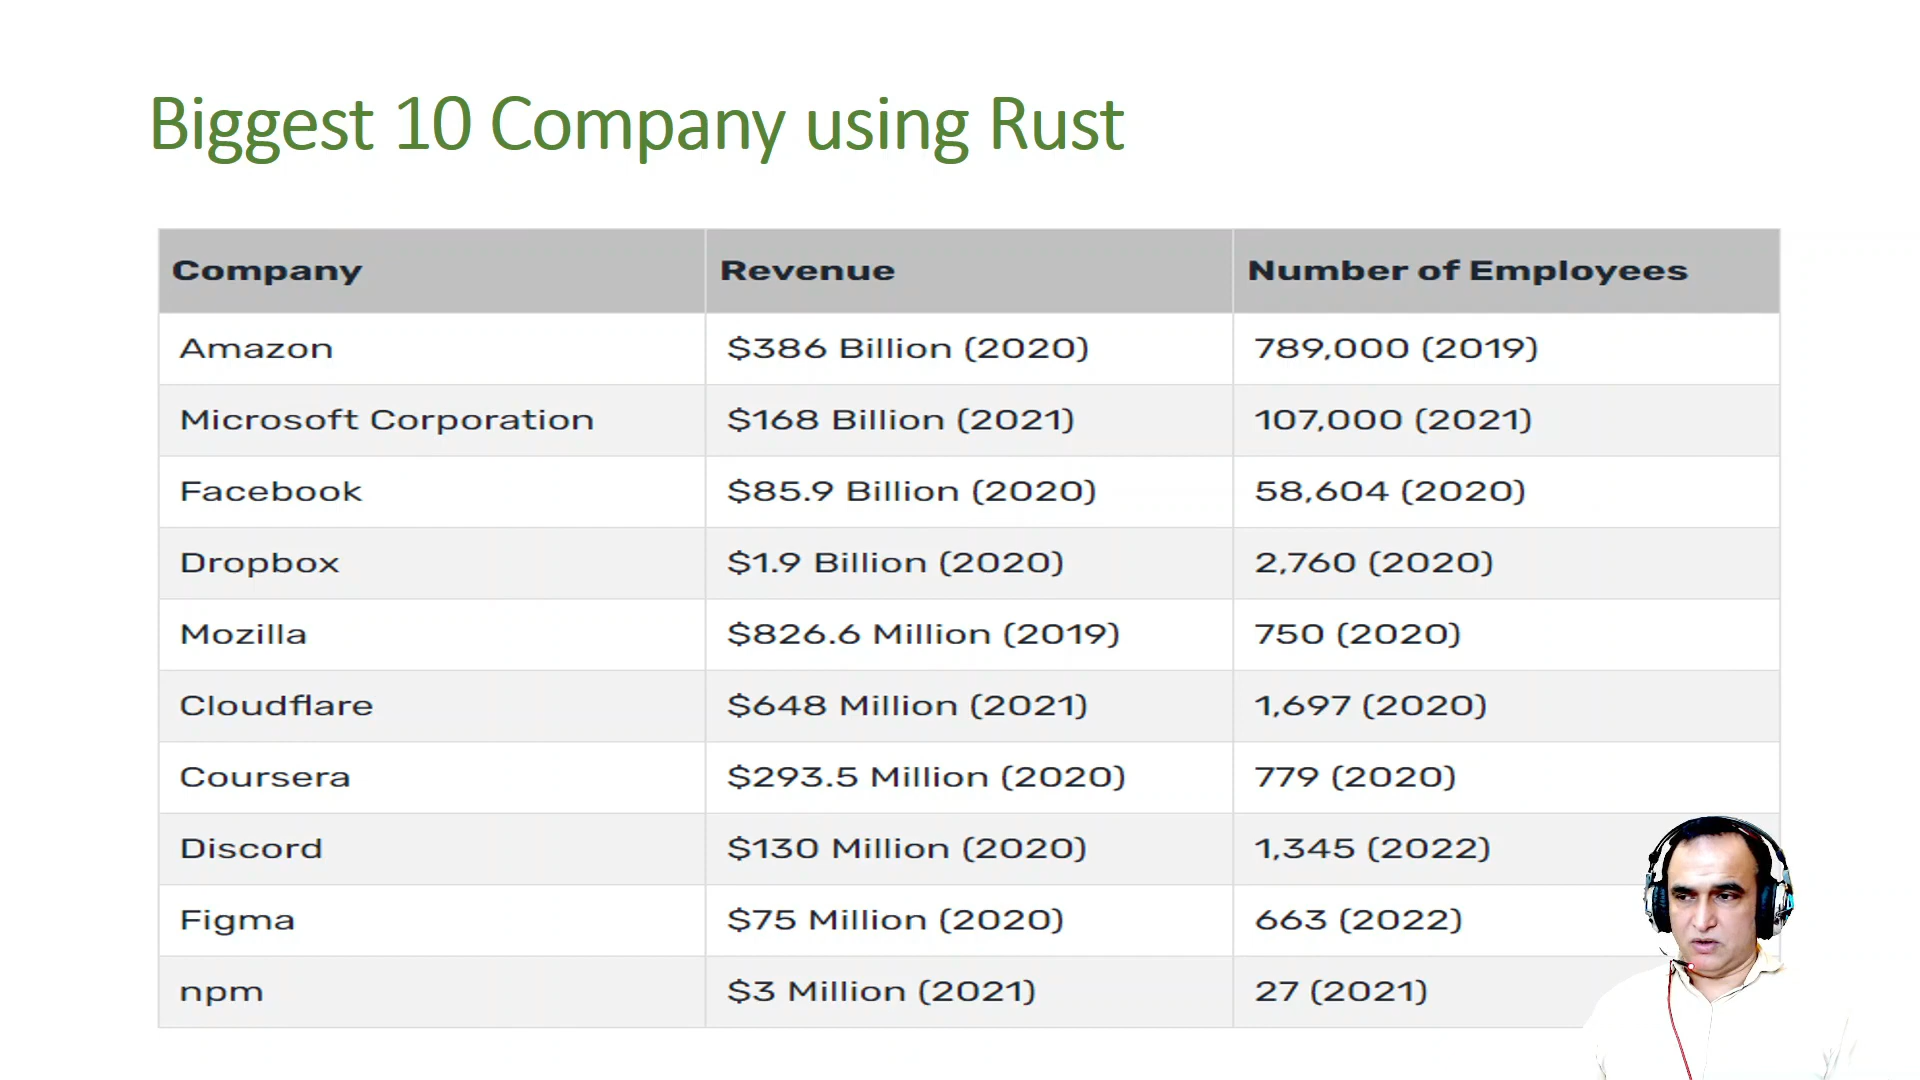 Biggest 10 Company using Rust
Company Revenue Number of Employees
Amazon $386 Billion (2020) 789,000 (2019)
Microsoft Corporation $168 Billion (2021) 107,000 (2021)
Facebook $85.9 Billion (2020) 58,604 (2020)
Dropbox $1.9 Billion (2020) 2,760 (2020)
Mozilla $826.6 Million (2019) 750 (2020)
Cloudflare $648 Million (2021) 1,697 (2020)
Coursera $293.5 Million (2020) 779 (2020)
Discord $130 Million (2020) 1,345 (2022)
Figma $75 Million (2020) 663 (2022)
npm $3 Million (2021) 27 (2021)